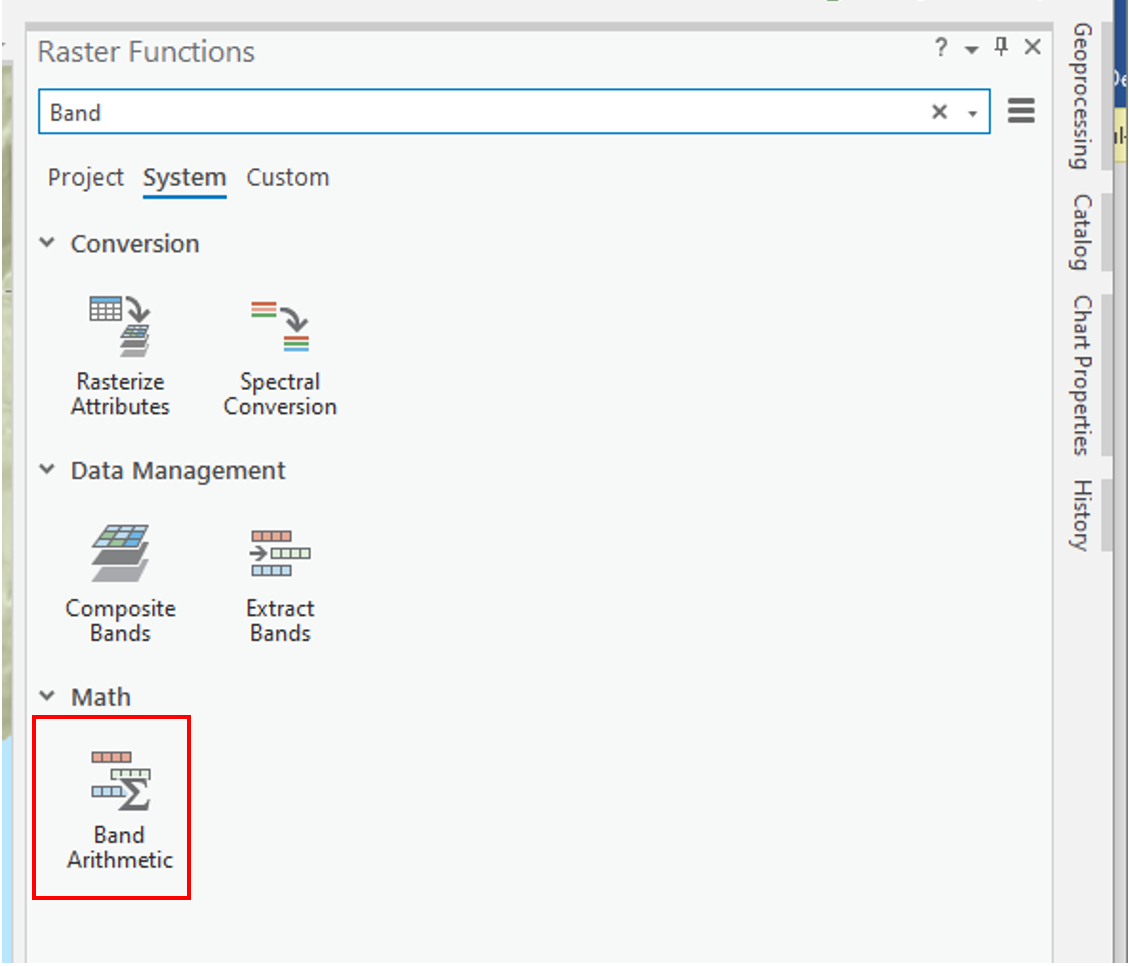 Raster Functions
?
Band
Project System Custom
Conversion
Rasterize
Attributes
Spectral
Conversion
Data Management
Composite
Bands
Extract
Bands
Math
Band
Arithmetic
Geoprocessing
Catalog
Chart Properties
History